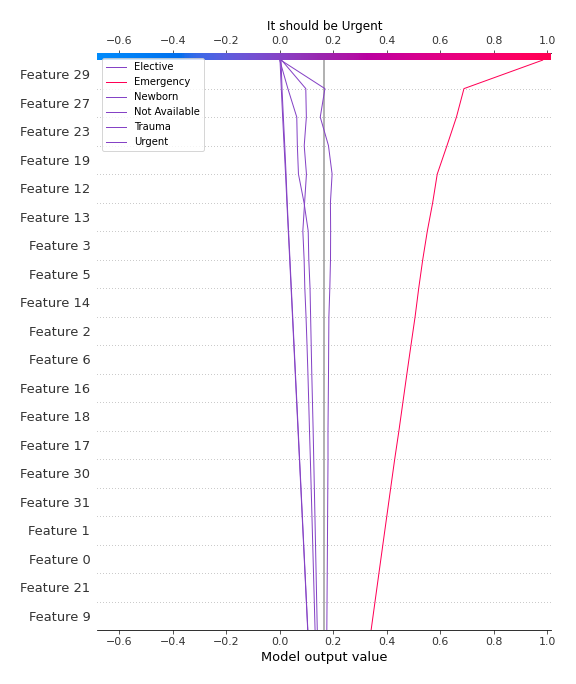 It should be Urgent
−0.6 −0.4 −0.2 0.0 0.2 0.4 0.6 0.8 1.0
Elective
Emergency
Newborn
Not Available
Trauma
Urgent
Feature 29
Feature 27
Feature 23
Feature 19
Feature 12
Feature 13
Feature 3
Feature 5
Feature 14
Feature 2
Feature 6
Feature 16
Feature 18
Feature 17
Feature 30
Feature 31
Feature 1
Feature 0
Feature 21
Feature 9
−0.6 −0.4 −0.2 0.0 0.2 0.4 0.6 0.8 1.0
Model output value